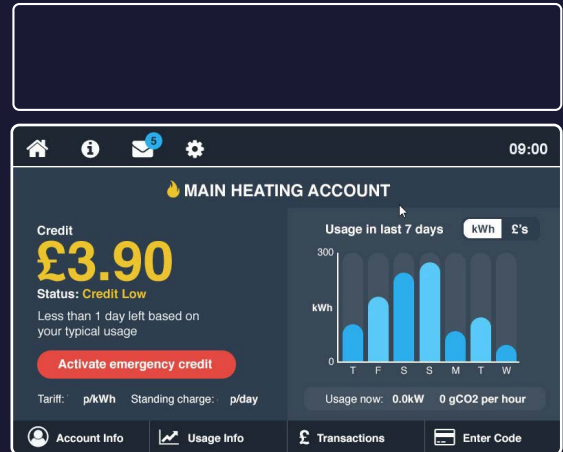 5
09:00
MAIN HEATING ACCOUNT
Credit
£3.90
Status: Credit Low
Less than 1 day left based on
your typical usage
Activate emergency credit
Tariff: p/kWh Standing charge: p/day
Usage in last 7 days kWh £'s
300
kWh
0
T F S S M T W
Usage now: 0.0kW 0 gCO2 per hour
Account Info Usage Info £ Transactions Enter Code